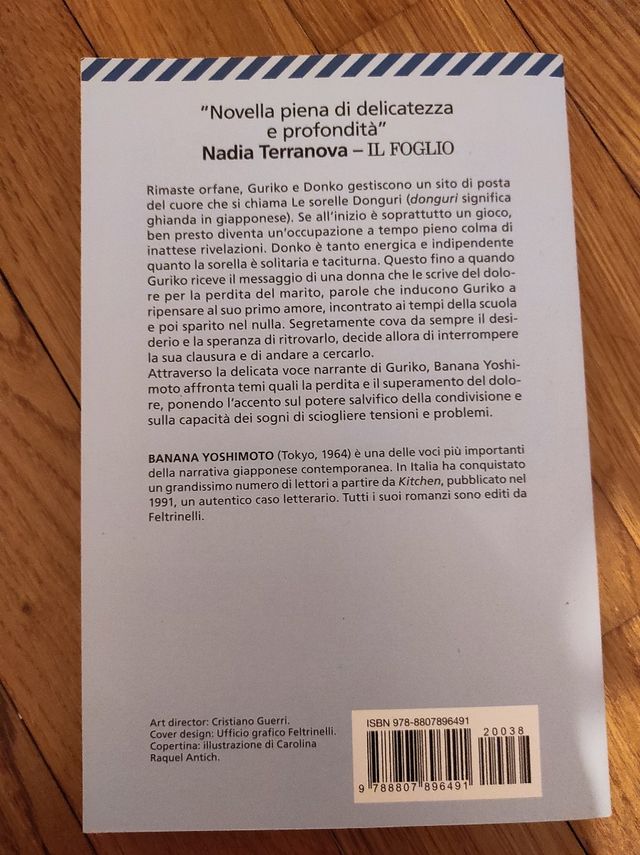 “Novella piena di delicatezza
e profondità”
Nadia Terranova – IL FOGLIO
Rimaste orfane, Guriko e Donko gestiscono un sito di posta
del cuore che si chiama Le sorelle Donguri (donguri significa
ghianda in giapponese). Se all’inizio è soprattutto un gioco,
ben presto diventa un’occupazione a tempo pieno colma di
inattese rivelazioni. Donko è tanto energica e indipendente
quanto la sorella è solitaria e taciturna. Questo fino a quando
Guriko riceve il messaggio di una donna che le scrive del dolo-
re per la perdita del marito, parole che inducono Guriko a
ripensare al suo primo amore, incontrato ai tempi della scuola
e poi sparito nel nulla. Segretamente cova da sempre il desi-
derio e la speranza di ritrovarlo, decide allora di interrompere
la sua clausura e di andare a cercarlo.
Attraverso la delicata voce narrante di Guriko, Banana Yoshi-
moto affronta temi quali la perdita e il superamento del dolo-
re, ponendo l’accento sul potere salvifico della condivisione e
sulla capacità dei sogni di sciogliere tensioni e problemi.
BANANA YOSHIMOTO (Tokyo, 1964) è una delle voci più importanti
della narrativa giapponese contemporanea. In Italia ha conquistato
un grandissimo numero di lettori a partire da Kitchen, pubblicato nel
1991, un autentico caso letterario. Tutti i suoi romanzi sono editi da
Feltrinelli.
Art director: Cristiano Guerri.
Cover design: Ufficio grafico Feltrinelli.
Copertina: illustrazione di Carolina
Raquel Antich.
ISBN 978-8807896491
20038
9 788807 896491